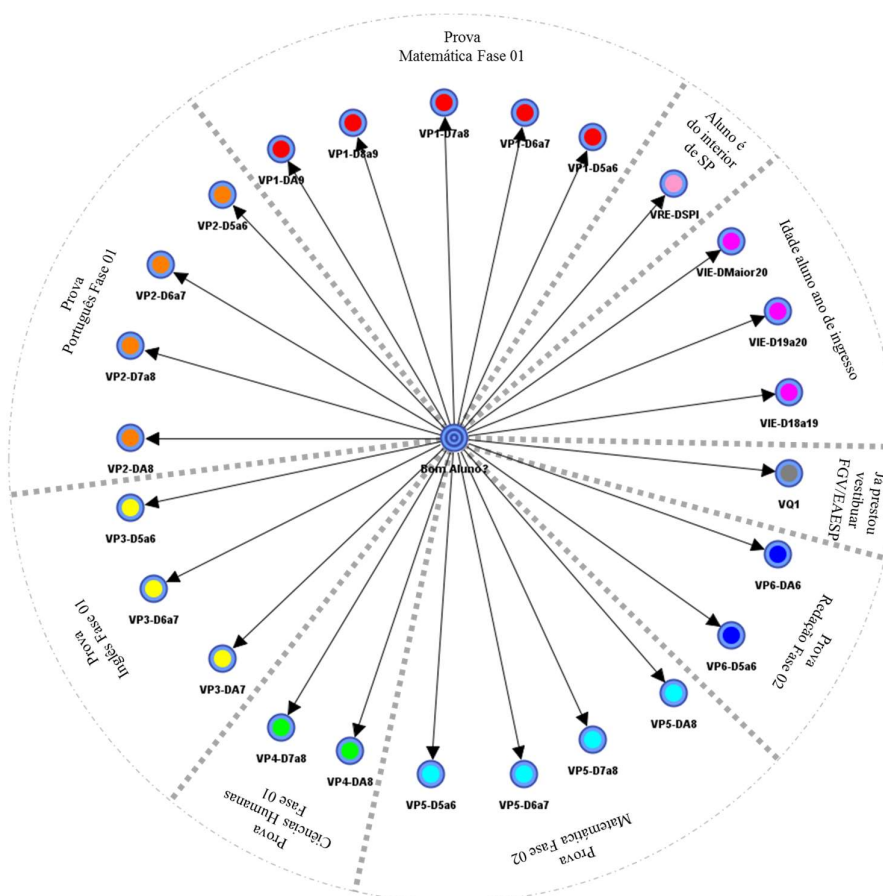 Prova
Matemática Fase 01
VP1-DA9
VP1-D8a9
VP1-D7a8
VP1-D6a7
VP1-D5a6
Aluno é
do interior
de SP
VRE-DSPI
Idade aluno ano de ingresso
VIE-DMaior20
VIE-D19a20
VIE-D18a19
Já prestou
vestibuar
FGV/EAESP
VQ1
Prova
Redação Fase 02
VP6-DA6
VP6-D5a6
Prova
Matemática Fase 02
VP5-DA8
VP5-D7a8
VP5-D6a7
VP5-D5a6
Prova
Ciências Humanas
Fase 01
VP4-DA8
VP4-D7a8
Prova
Inglês Fase 01
VP3-DA7
VP3-D6a7
VP3-D5a6
Prova
Português Fase 01
VP2-DA8
VP2-D7a8
VP2-D6a7
VP2-D5a6
Bom Aluno?